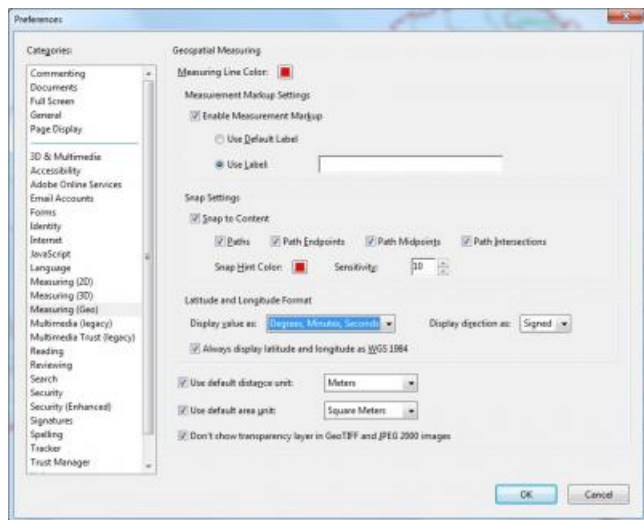 Preferences
Categories:
Commenting
Documents
Full Screen
General
Page Display
3D & Multimedia
Accessibility
Adobe Online Services
Email Accounts
Forms
Identity
Internet
JavaScript
Language
Measuring (2D)
Measuring (3D)
Measuring (Geo)
Multimedia (legacy)
Multimedia Trust (legacy)
Reading
Reviewing
Search
Security
Security (Enhanced)
Signatures
Spelling
Tracker
Trust Manager
Geospatial Measuring
Measuring Line Color:
Measurement Markup Settings
Enable Measurement Markup
Use Default Label
Use Label:
Snap Settings
Snap to Content
Paths Path Endpoints Path Midpoints Path Intersections
Snap Hint Color: Sensitivity: 10
Latitude and Longitude Format
Display value as: Degrees, Minutes, Seconds Display direction as: Signed
Always display latitude and longitude as WGS 1984
Use default distance unit: Meters
Use default area unit: Square Meters
Don't show transparency layer in GeoTIFF and JPEG 2000 images
OK Cancel